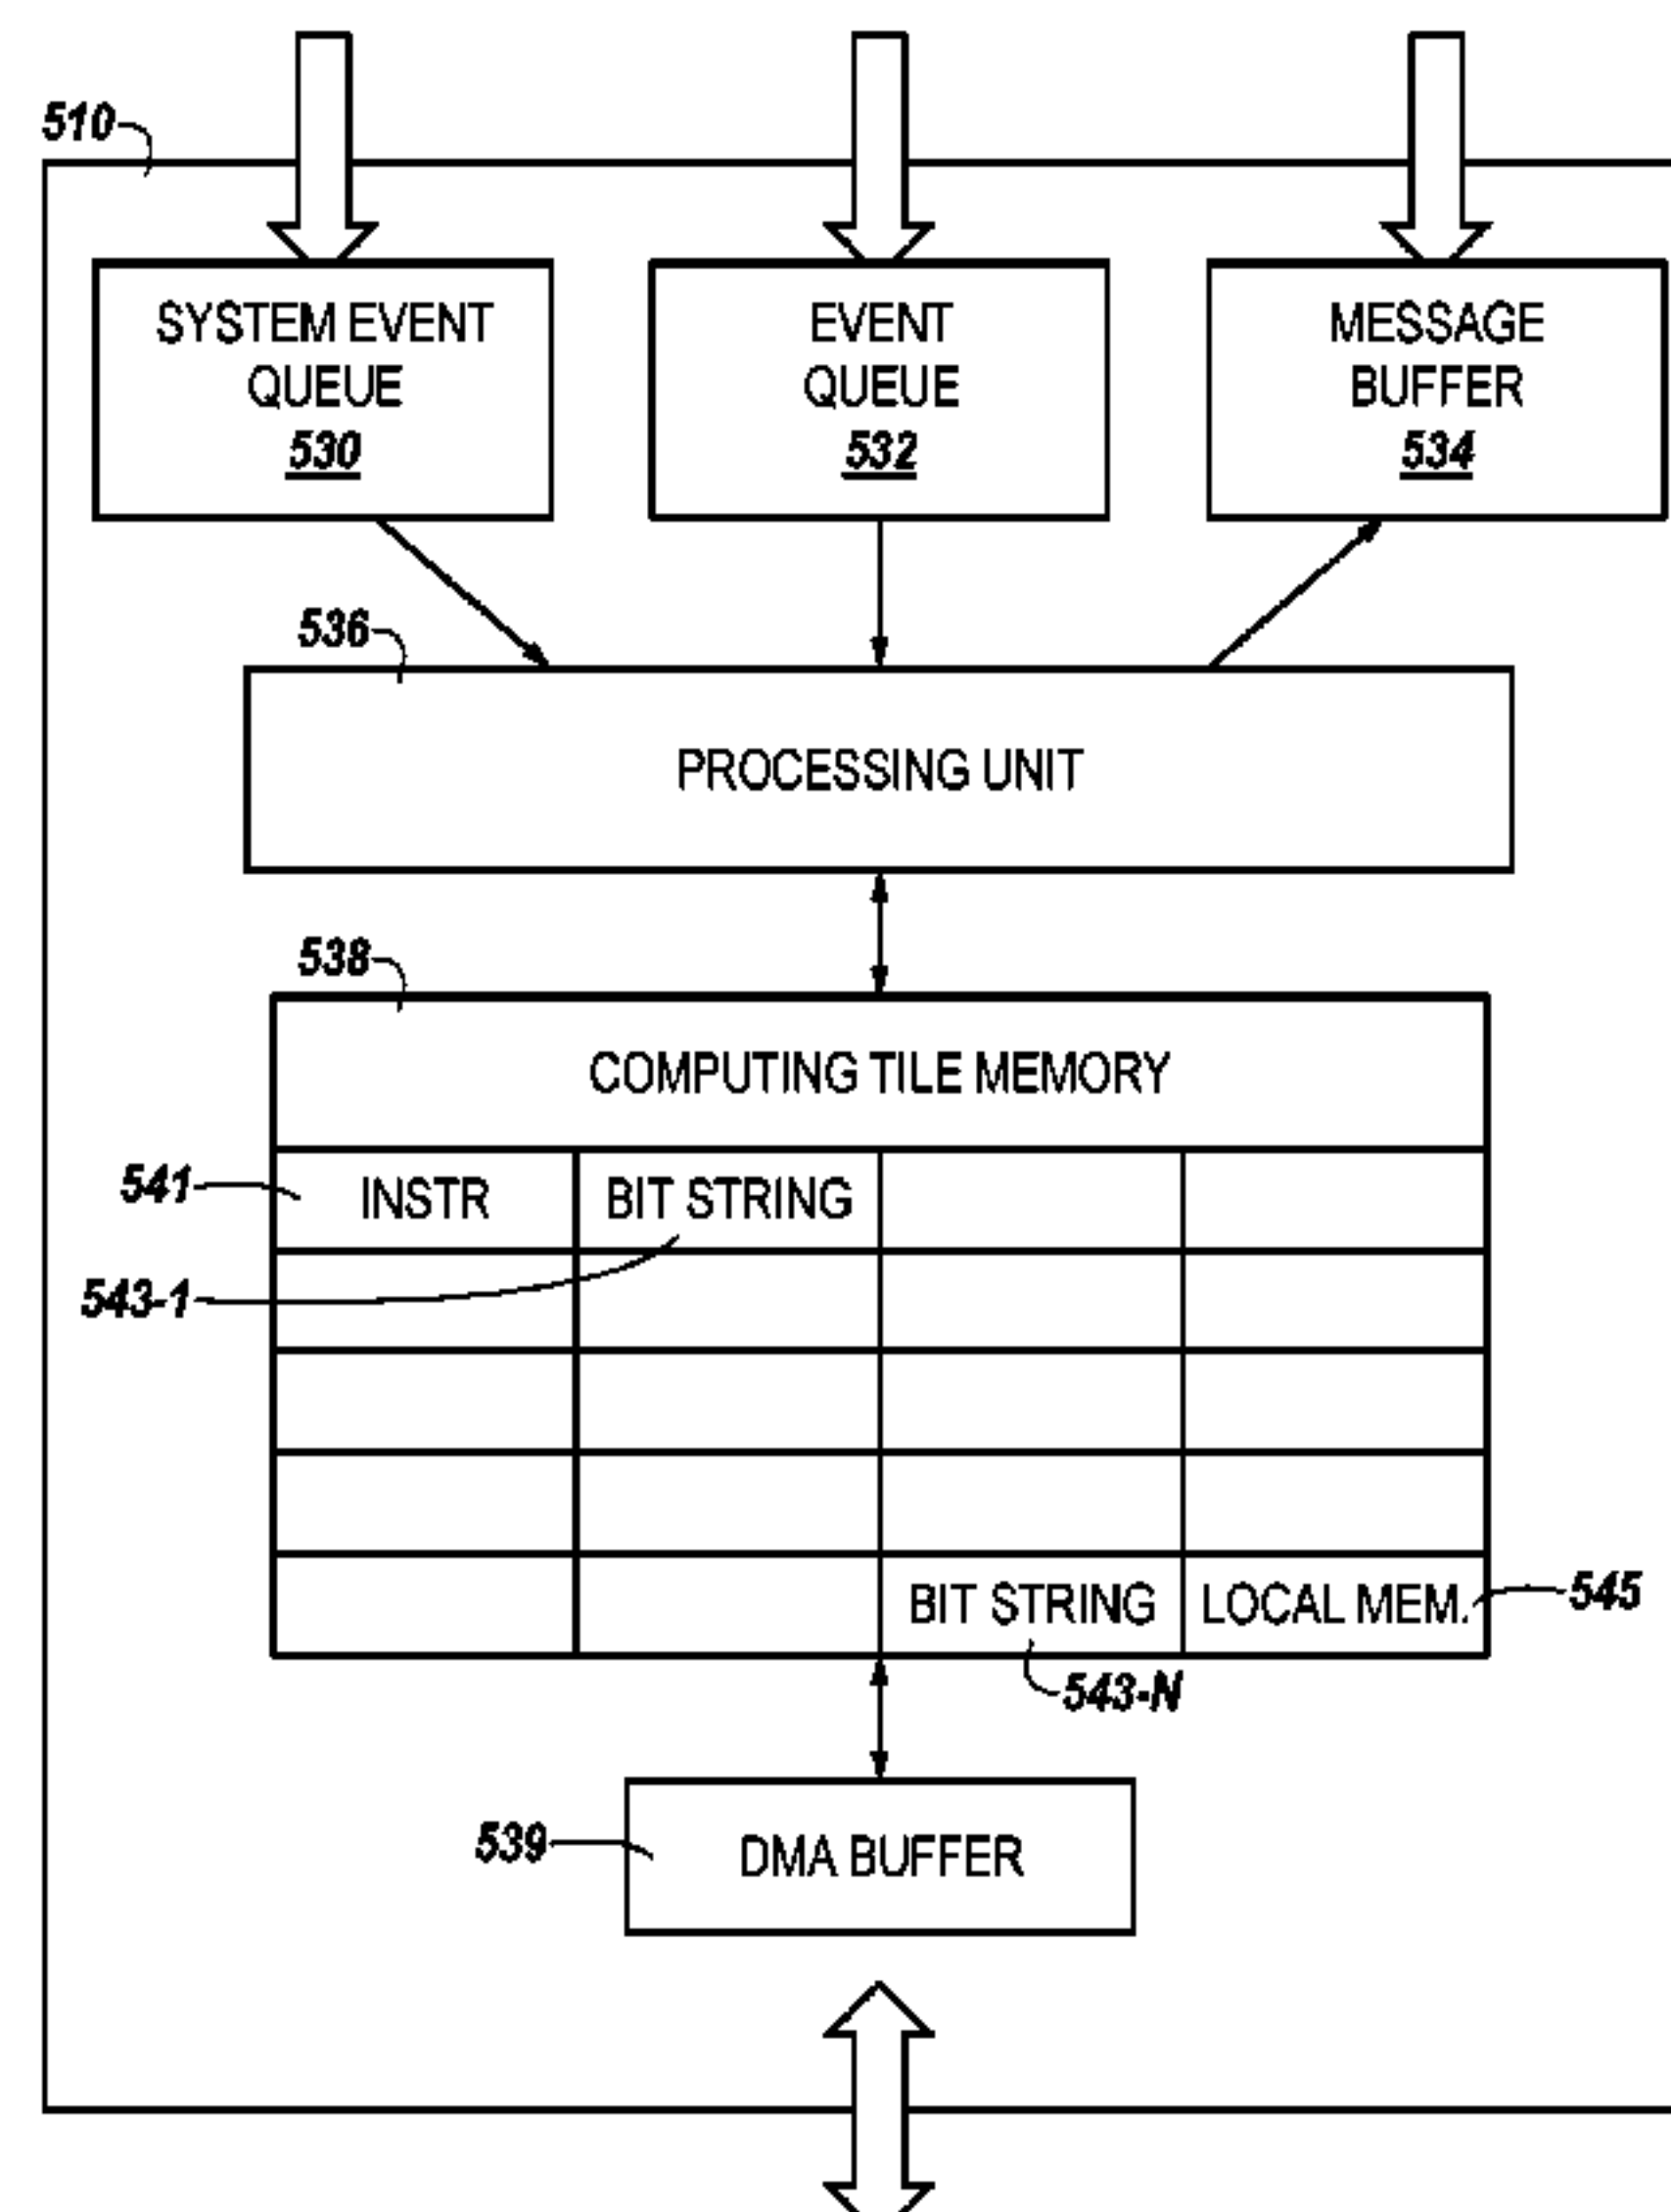 510
SYSTEM EVENT
QUEUE
530
EVENT
QUEUE
532
MESSAGE
BUFFER
534
536
PROCESSING UNIT
538
COMPUTING TILE MEMORY
541
INSTR
BIT STRING
543-1
BIT STRING
LOCAL MEM.
545
543-N
539
DMA BUFFER